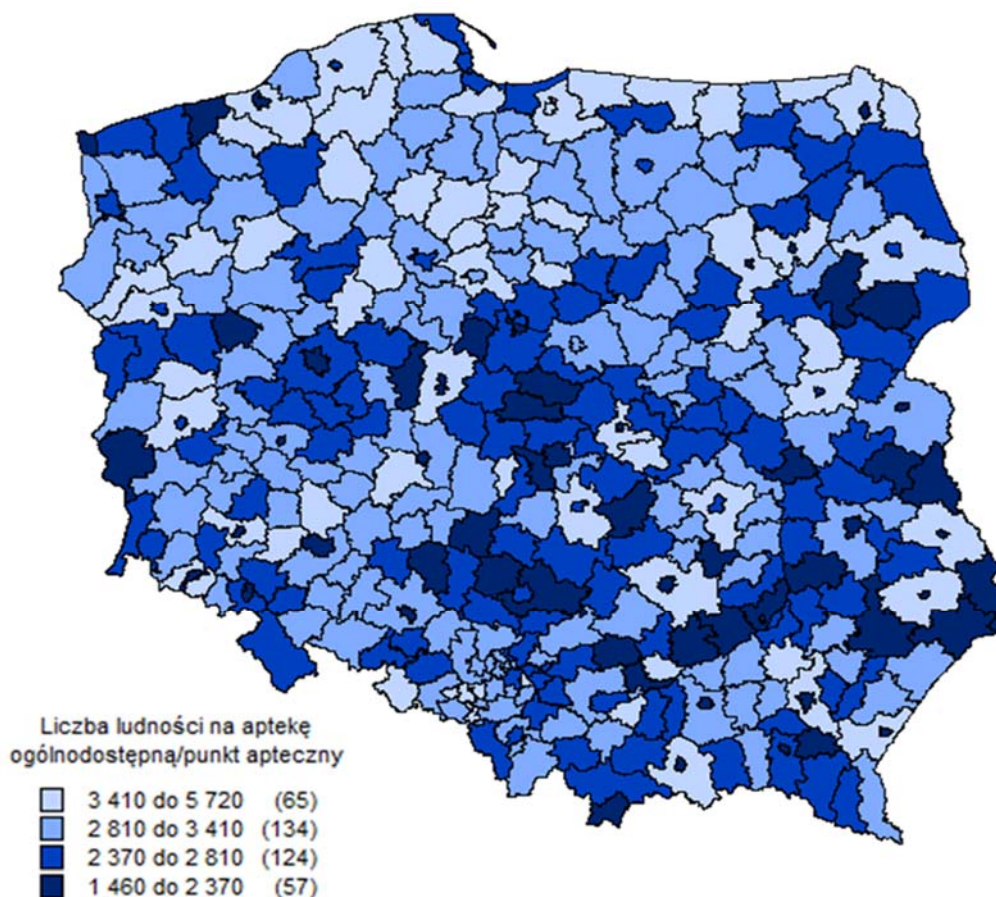 Liczba ludności na aptekę
ogólnodostępną/punkt apteczny
3 410 do 5 720 (65)
2 810 do 3 410 (134)
2 370 do 2 810 (124)
1 460 do 2 370 (57)